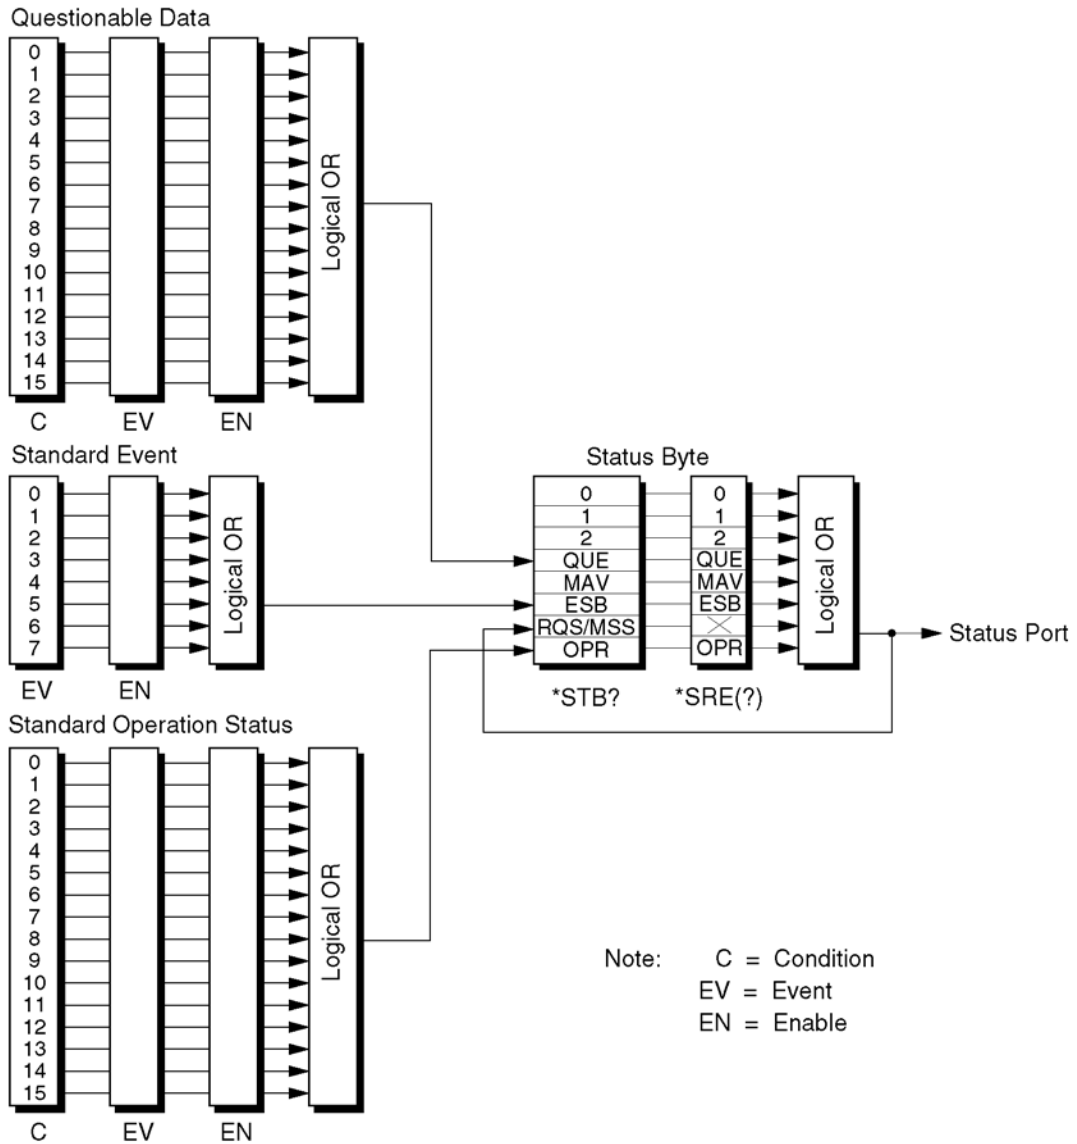 Questionable Data
0
1
2
3
4
5
6
7
8
9
10
11
12
13
14
15
Logical OR
C EV EN
Standard Event
0
1
2
3
4
5
6
7
Logical OR
EV EN
Status Byte
0 0
1 1
2 2
QUE QUE
MAV MAV
ESB ESB
RQS/MSS
OPR OPR
Logical OR
Status Port
*STB? *SRE(?)
Standard Operation Status
0
1
2
3
4
5
6
7
8
9
10
11
12
13
14
15
Logical OR
C EV EN
Note: C = Condition
EV = Event
EN = Enable